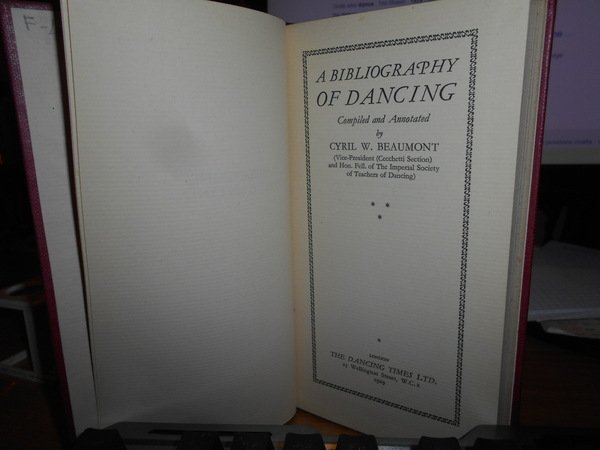 A BIBLIOGRAPHY
OF DANCING
Compiled and Annotated
by
CYRIL W. BEAUMONT
(Vice-President (Cecchetti Section)
and Hon. Fell. of The Imperial Society
of Teachers of Dancing)
LONDON
THE DANCING TIMES LTD.
Wellington Street, W.C.2
1929